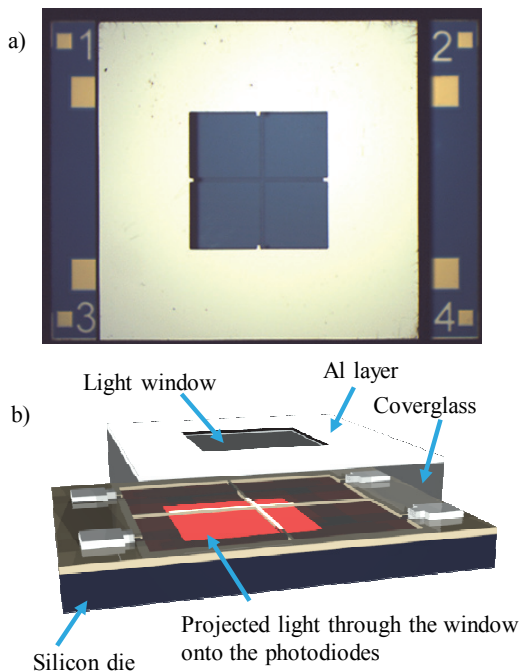 a)
1
2
3
4
b)
Light window
Al layer
Coverglass
Silicon die
Projected light through the window
onto the photodiodes